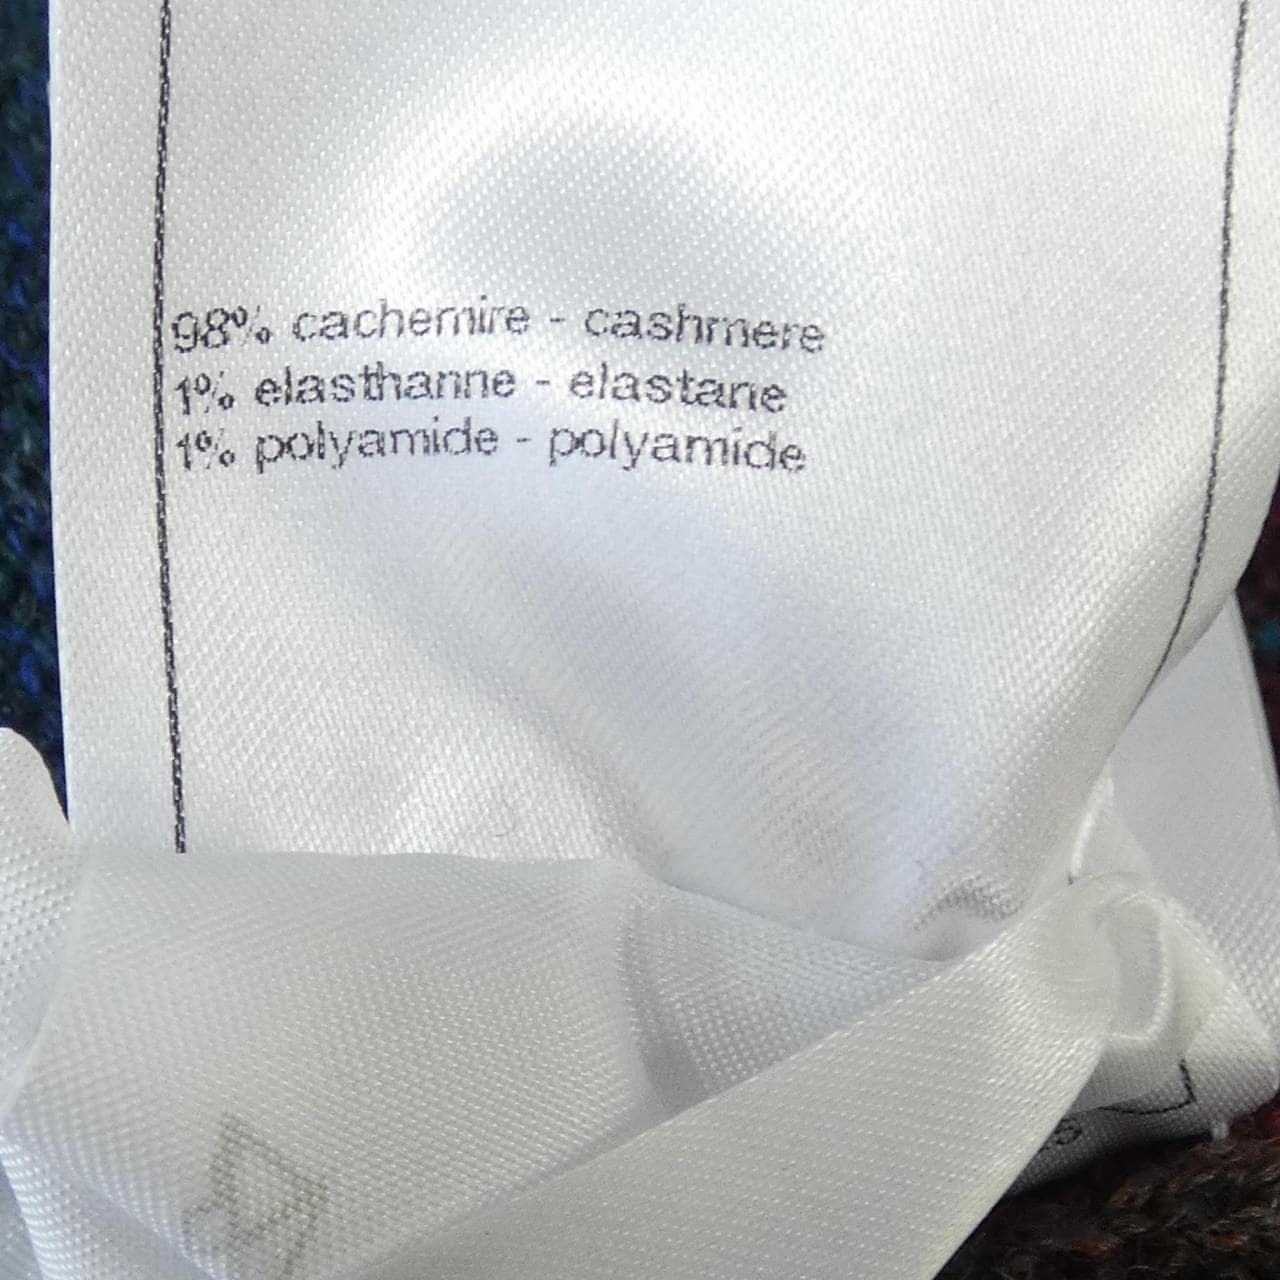 98% cachemire - cashmere
1% elasthanne - elastane
1% polyamide - polyamide